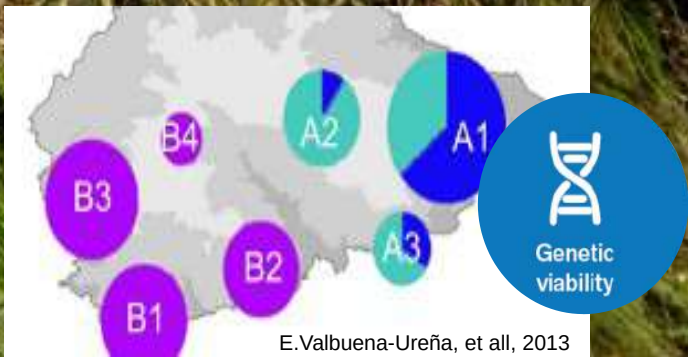 A1
A2
B4
B3
A3
B2
B1
Genetic
viability
E.Valbuena-Ureña, et all, 2013